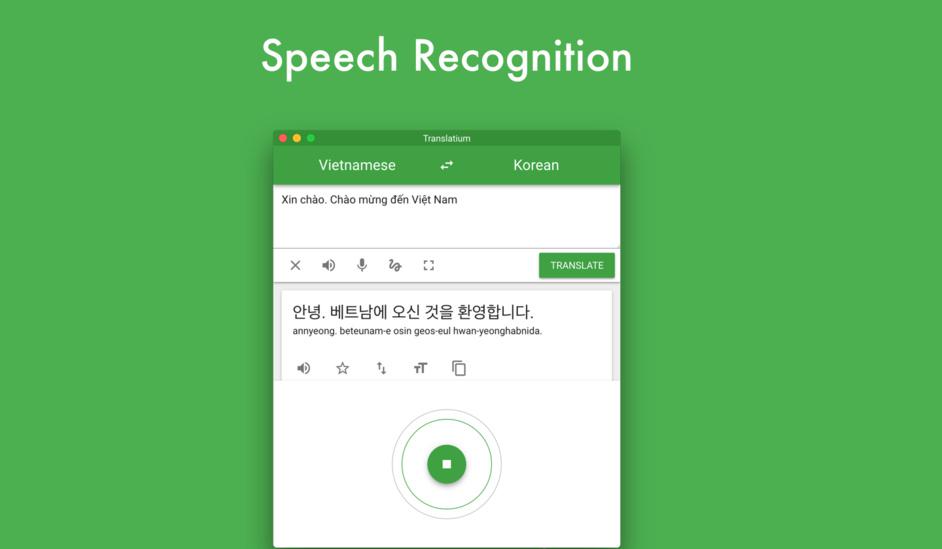 Speech Recognition
Translatium
Vietnamese
Korean
Xin chào. Chào mừng đến Việt Nam
TRANSLATE
안녕. 베트남에 오신 것을 환영합니다.
annyeong. beteunam-e osin geos-eul hwan-yeonghabnida.